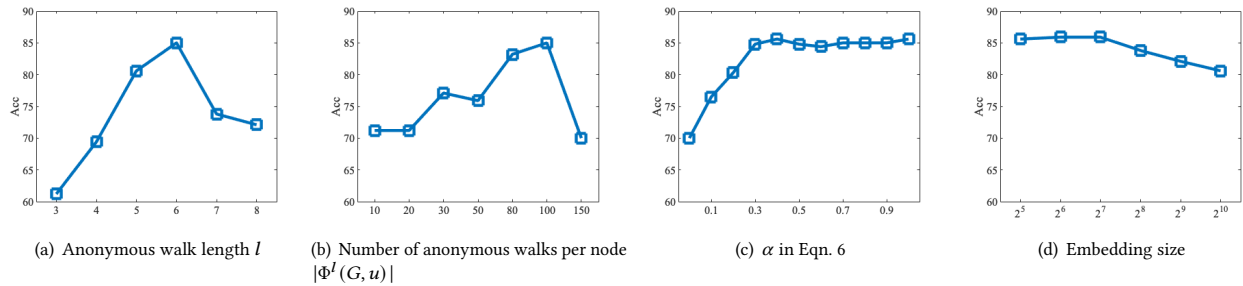 90
85
80
75
70
65
60
Acc
3 4 5 6 7 8
(a) Anonymous walk length l
90
85
80
75
70
65
60
Acc
10 20 30 50 80 100 150
(b) Number of anonymous walks per node
|Φ^l(G, u)|
90
85
80
75
70
65
60
Acc
0.1 0.3 0.5 0.7 0.9
(c) α in Eqn. 6
90
85
80
75
70
65
60
Acc
2^5 2^6 2^7 2^8 2^9 2^10
(d) Embedding size